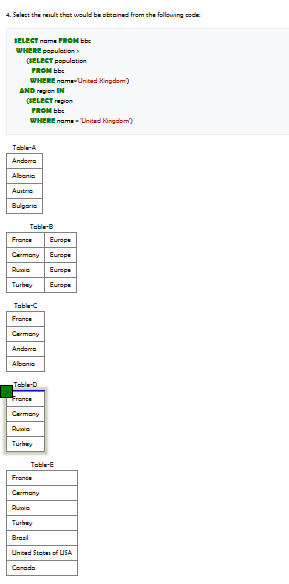 4. Select the result that would be obtained from the following code:
SELECT name FROM bbc
WHERE population >
(SELECT population
FROM bbc
WHERE name='United Kingdom')
AND region IN
(SELECT region
FROM bbc
WHERE name = 'United Kingdom')
Table-A
Andorra
Albania
Austria
Bulgaria
Table-B
France Europe
Germany Europe
Russia Europe
Turkey Europe
Table-C
France
Germany
Andorra
Albania
Table-D
France
Germany
Russia
Turkey
Table-E
France
Germany
Russia
Turkey
Brazil
United States of USA
Canada